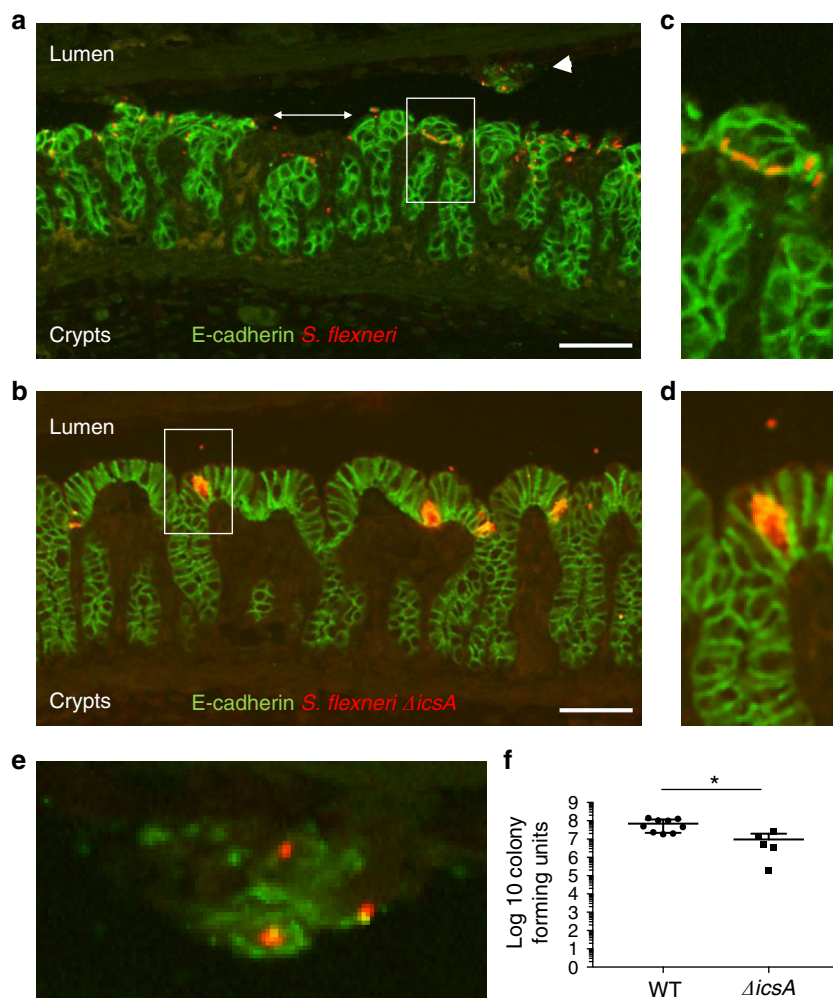 a
Lumen
Crypts
E-cadherin S. flexneri
c
b
Lumen
Crypts
E-cadherin S. flexneri ΔicsA
d
e
f
*
Log 10 colony
forming units
9
8
7
6
5
4
3
2
1
0
WT
ΔicsA